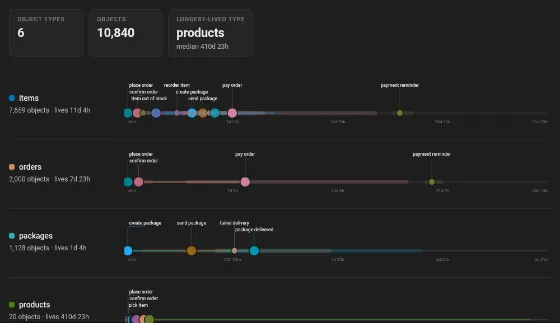 OBJECT TYPES
6
OBJECTS
10,840
LONGEST-LIVED TYPE
products
median 410d 23h
items
7,659 objects · lives 11d 4h
place order
confirm order
item out of stock
reorder item
create package
send package
pay order
payment reminder
start
orders
2,000 objects · lives 7d 23h
place order
confirm order
pay order
payment reminder
start
packages
1,128 objects · lives 1d 4h
create package
send package
failed delivery
package delivered
start
products
20 objects · lives 410d 23h
place order
confirm order
pick item